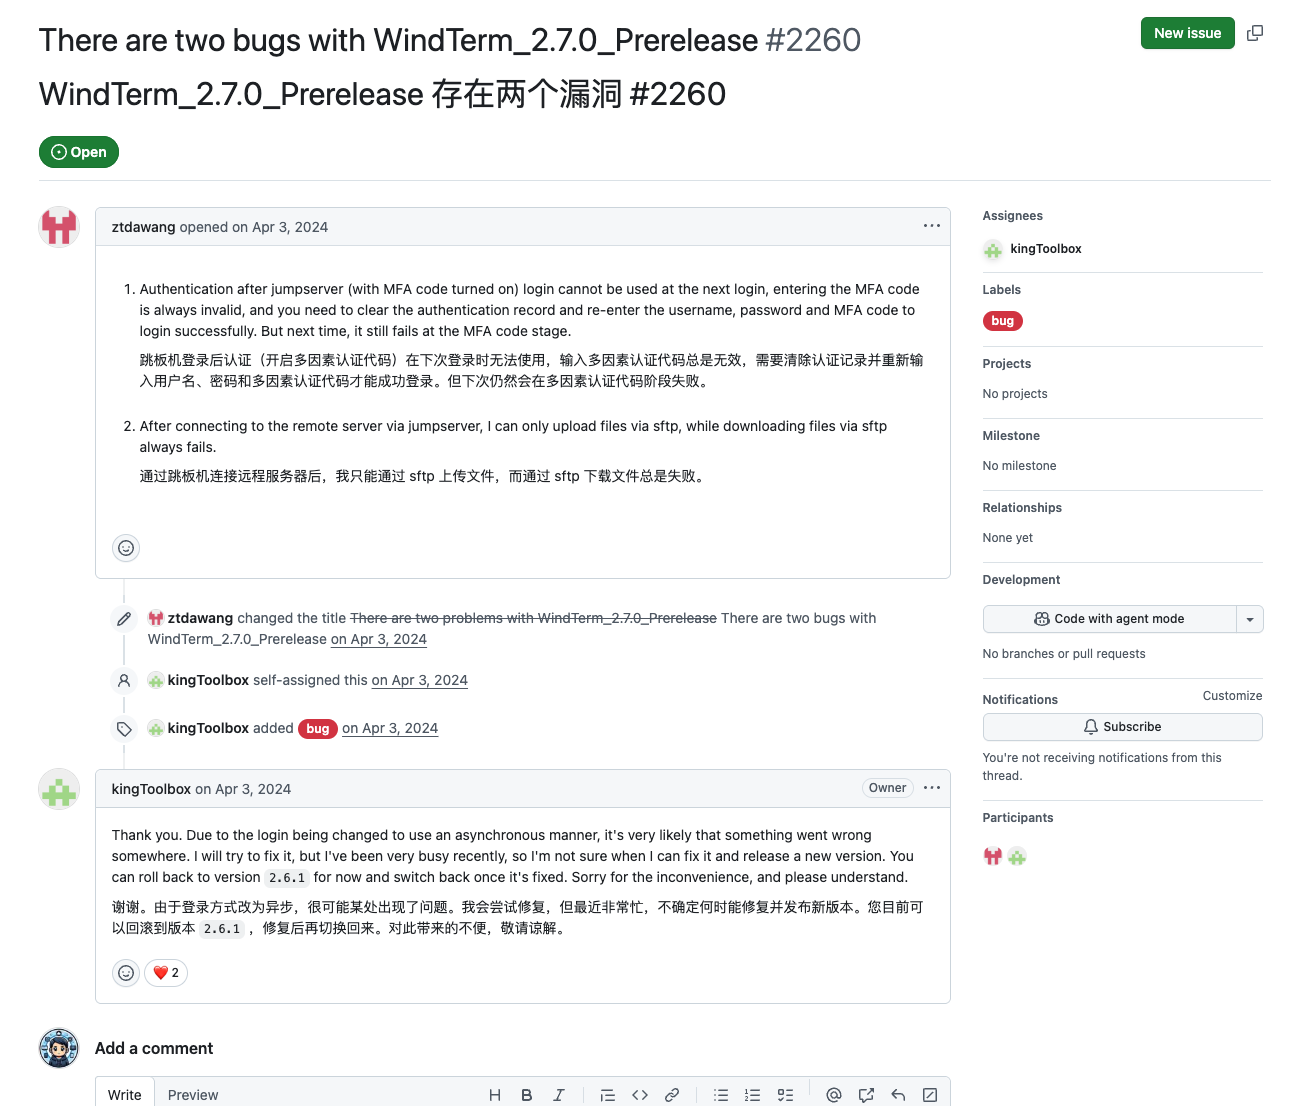 There are two bugs with WindTerm_2.7.0_Prerelease #2260
New issue
WindTerm_2.7.0_Prerelease 存在两个漏洞 #2260
Open
ztdawang opened on Apr 3, 2024
1. Authentication after jumpserver (with MFA code turned on) login cannot be used at the next login, entering the MFA code
is always invalid, and you need to clear the authentication record and re-enter the username, password and MFA code to
login successfully. But next time, it still fails at the MFA code stage.
跳板机登录后认证（开启多因素认证代码）在下次登录时无法使用，输入多因素认证代码总是无效，需要清除认证记录并重新输
入用户名、密码和多因素认证代码才能成功登录。但下次仍然会在多因素认证代码阶段失败。
2. After connecting to the remote server via jumpserver, I can only upload files via sftp, while downloading files via sftp
always fails.
通过跳板机连接远程服务器后，我只能通过 sftp 上传文件，而通过 sftp 下载文件总是失败。
ztdawang changed the title There are two problems with WindTerm_2.7.0_Prerelease There are two bugs with
WindTerm_2.7.0_Prerelease on Apr 3, 2024
kingToolbox self-assigned this on Apr 3, 2024
kingToolbox added bug on Apr 3, 2024
kingToolbox on Apr 3, 2024
Owner
Thank you. Due to the login being changed to use an asynchronous manner, it's very likely that something went wrong
somewhere. I will try to fix it, but I've been very busy recently, so I'm not sure when I can fix it and release a new version. You
can roll back to version 2.6.1 for now and switch back once it's fixed. Sorry for the inconvenience, and please understand.
谢谢。由于登录方式改为异步，很可能某处出现了问题。我会尝试修复，但最近非常忙，不确定何时能修复并发布新版本。您目前可
以回滚到版本 2.6.1 ，修复后再切换回来。对此带来的不便，敬请谅解。
2
Add a comment
Write
Preview
Assignees
kingToolbox
Labels
bug
Projects
No projects
Milestone
No milestone
Relationships
None yet
Development
Code with agent mode
No branches or pull requests
Notifications
Customize
Subscribe
You're not receiving notifications from this
thread.
Participants